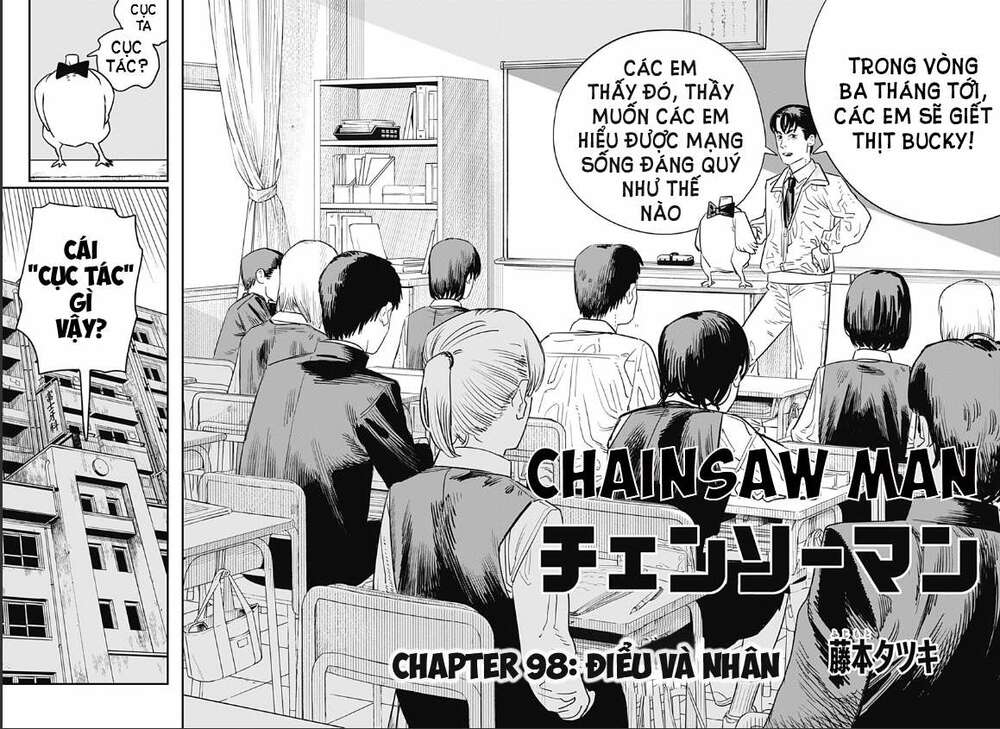 TRONG VÒNG
BA THÁNG TỚI,
CÁC EM SẼ GIẾT
THỊT BUCKY!
CÁC EM
THẤY ĐÓ, THẦY
MUỐN CÁC EM
HIỂU ĐƯỢC MẠNG
SỐNG ĐÁNG QUÝ
NHƯ THẾ
NÀO
CHAINSAW MAN
チェンソーマン
CHAPTER 98: ĐIỂU VÀ NHÂN
藤本タツキ
CỤC
TA
CỤC
TÁC?
CÁI
"CỤC TÁC"
GÌ
VẬY?